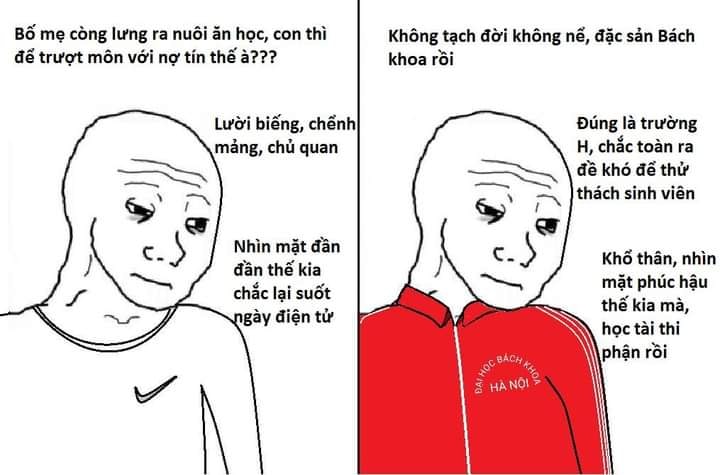 Bố mẹ còng lưng ra nuôi ăn học, con thì
để trượt môn với nợ tín thế à???
Lười biếng, chểnh
mảng, chủ quan
Nhìn mặt đần
đần thế kia
chắc lại suốt
ngày điện tử
Không tạch đời không nể, đặc sản Bách
khoa rồi
Đúng là trường
H, chắc toàn ra
đề khó để thử
thách sinh viên
Khổ thân, nhìn
mặt phúc hậu
thế kia mà,
học tài thi
phận rồi
ĐẠI HỌC BÁCH KHOA
HÀ NỘI